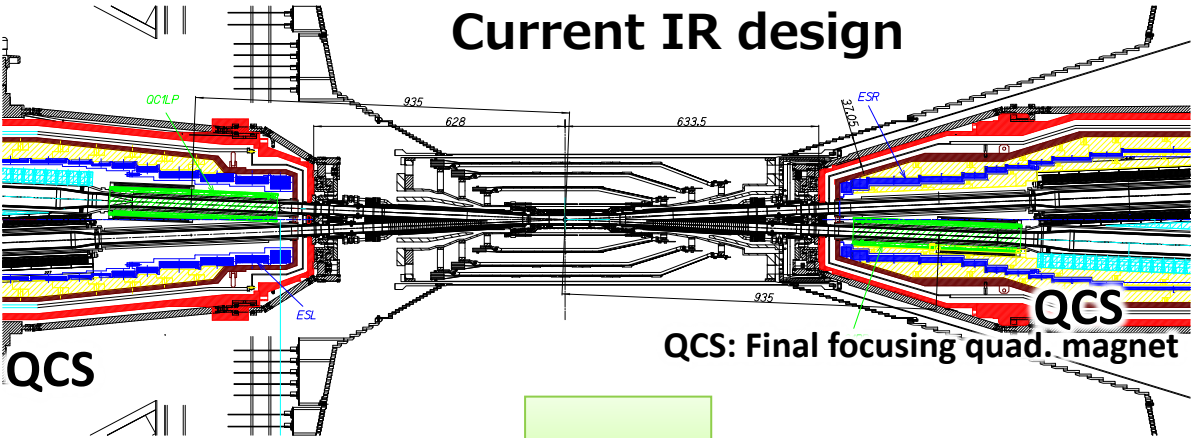 Current IR design
QC1LP
935
ESR
628
633.5
37.05
ESL
935
QCS
QCS: Final focusing quad. magnet
QCS